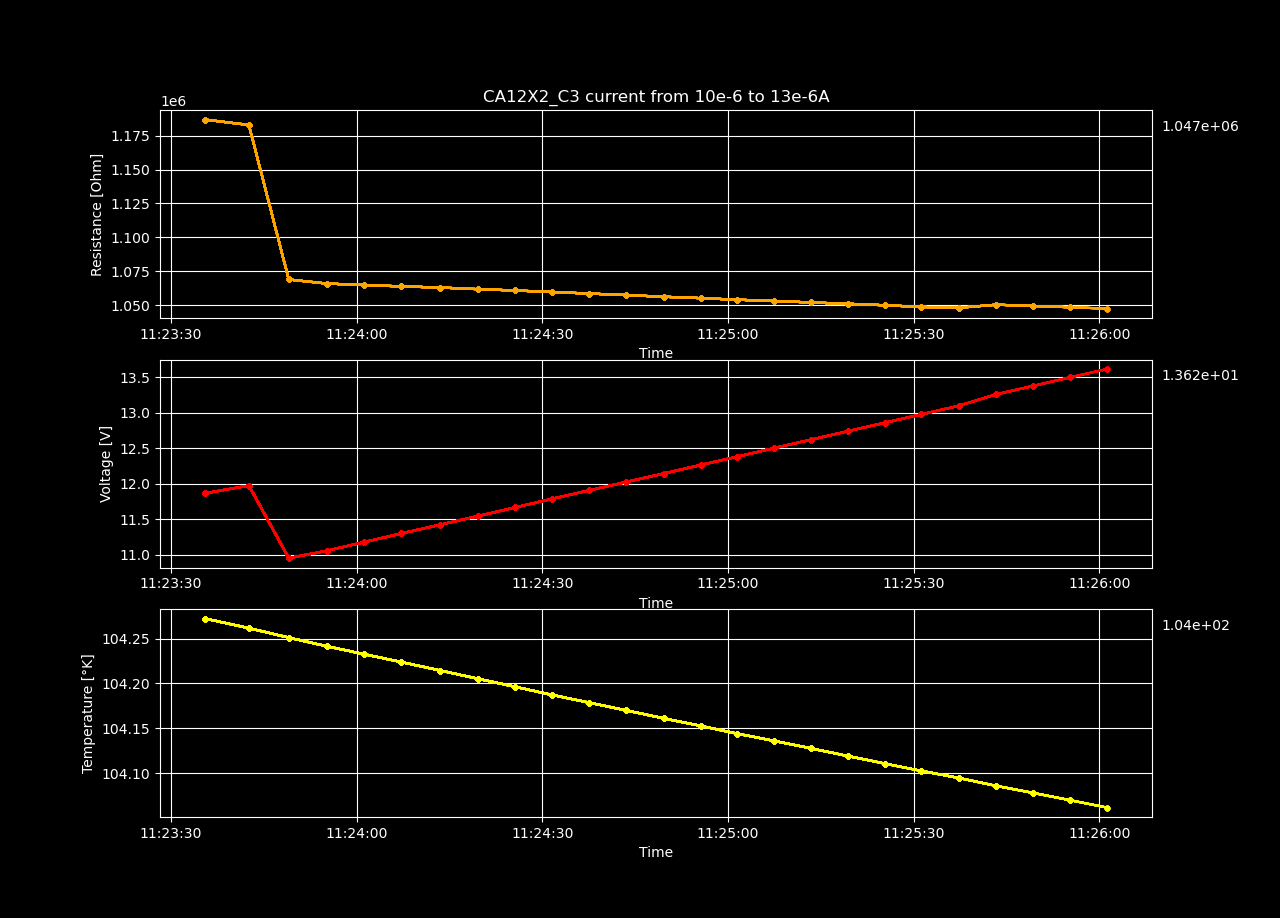 CA12X2_C3 current from 10e-6 to 13e-6A
1e6
1.047e+06
Resistance [Ohm]
1.175
1.150
1.125
1.100
1.075
1.050
11:23:30 11:24:00 11:24:30 11:25:00 11:25:30 11:26:00
Time
1.362e+01
Voltage [V]
13.5
13.0
12.5
12.0
11.5
11.0
11:23:30 11:24:00 11:24:30 11:25:00 11:25:30 11:26:00
Time
1.04e+02
Temperature [°K]
104.25
104.20
104.15
104.10
11:23:30 11:24:00 11:24:30 11:25:00 11:25:30 11:26:00
Time